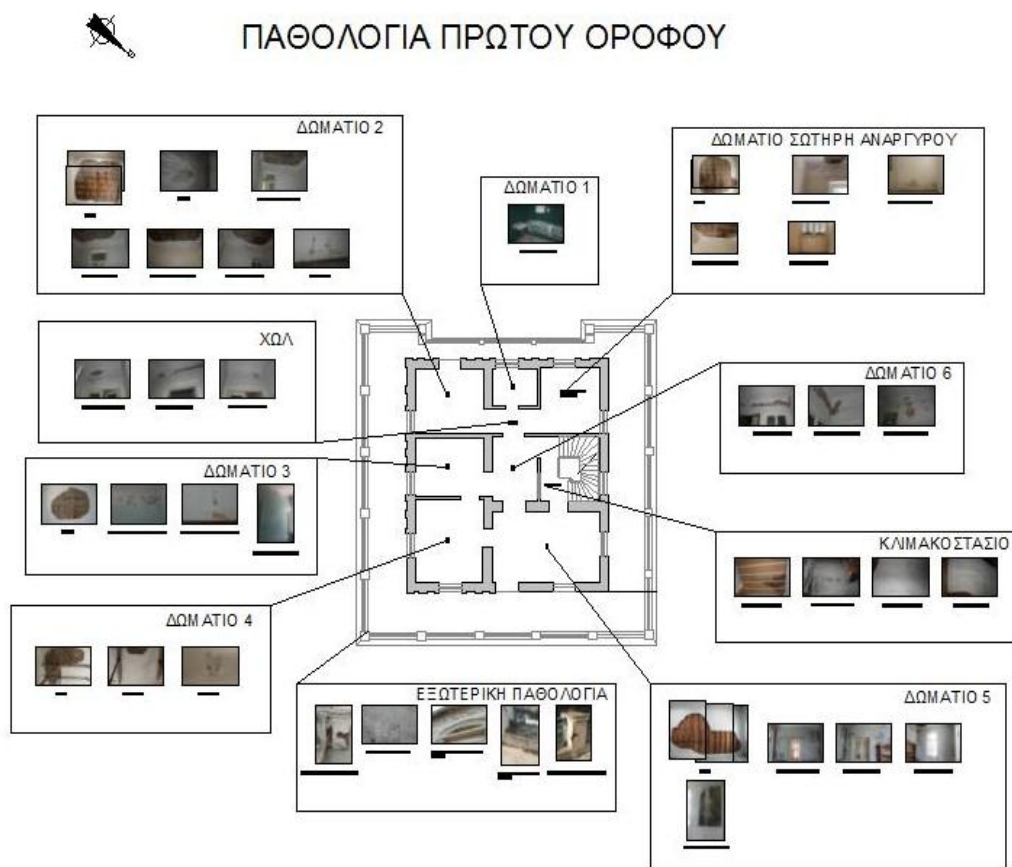 ΠΑΘΟΛΟΓΙΑ ΠΡΩΤΟΥ ΟΡΟΦΟΥ
ΔΩΜΑΤΙΟ 2
ΔΩΜΑΤΙΟ 1
ΔΩΜΑΤΙΟ ΣΩΤΗΡΗ ΑΝΑΡΓΥΡΟΥ
ΧΩΛ
ΔΩΜΑΤΙΟ 6
ΔΩΜΑΤΙΟ 3
ΚΛΙΜΑΚΟΣΤΑΣΙΟ
ΔΩΜΑΤΙΟ 4
ΕΞΩΤΕΡΙΚΗ ΠΑΘΟΛΟΓΙΑ
ΔΩΜΑΤΙΟ 5